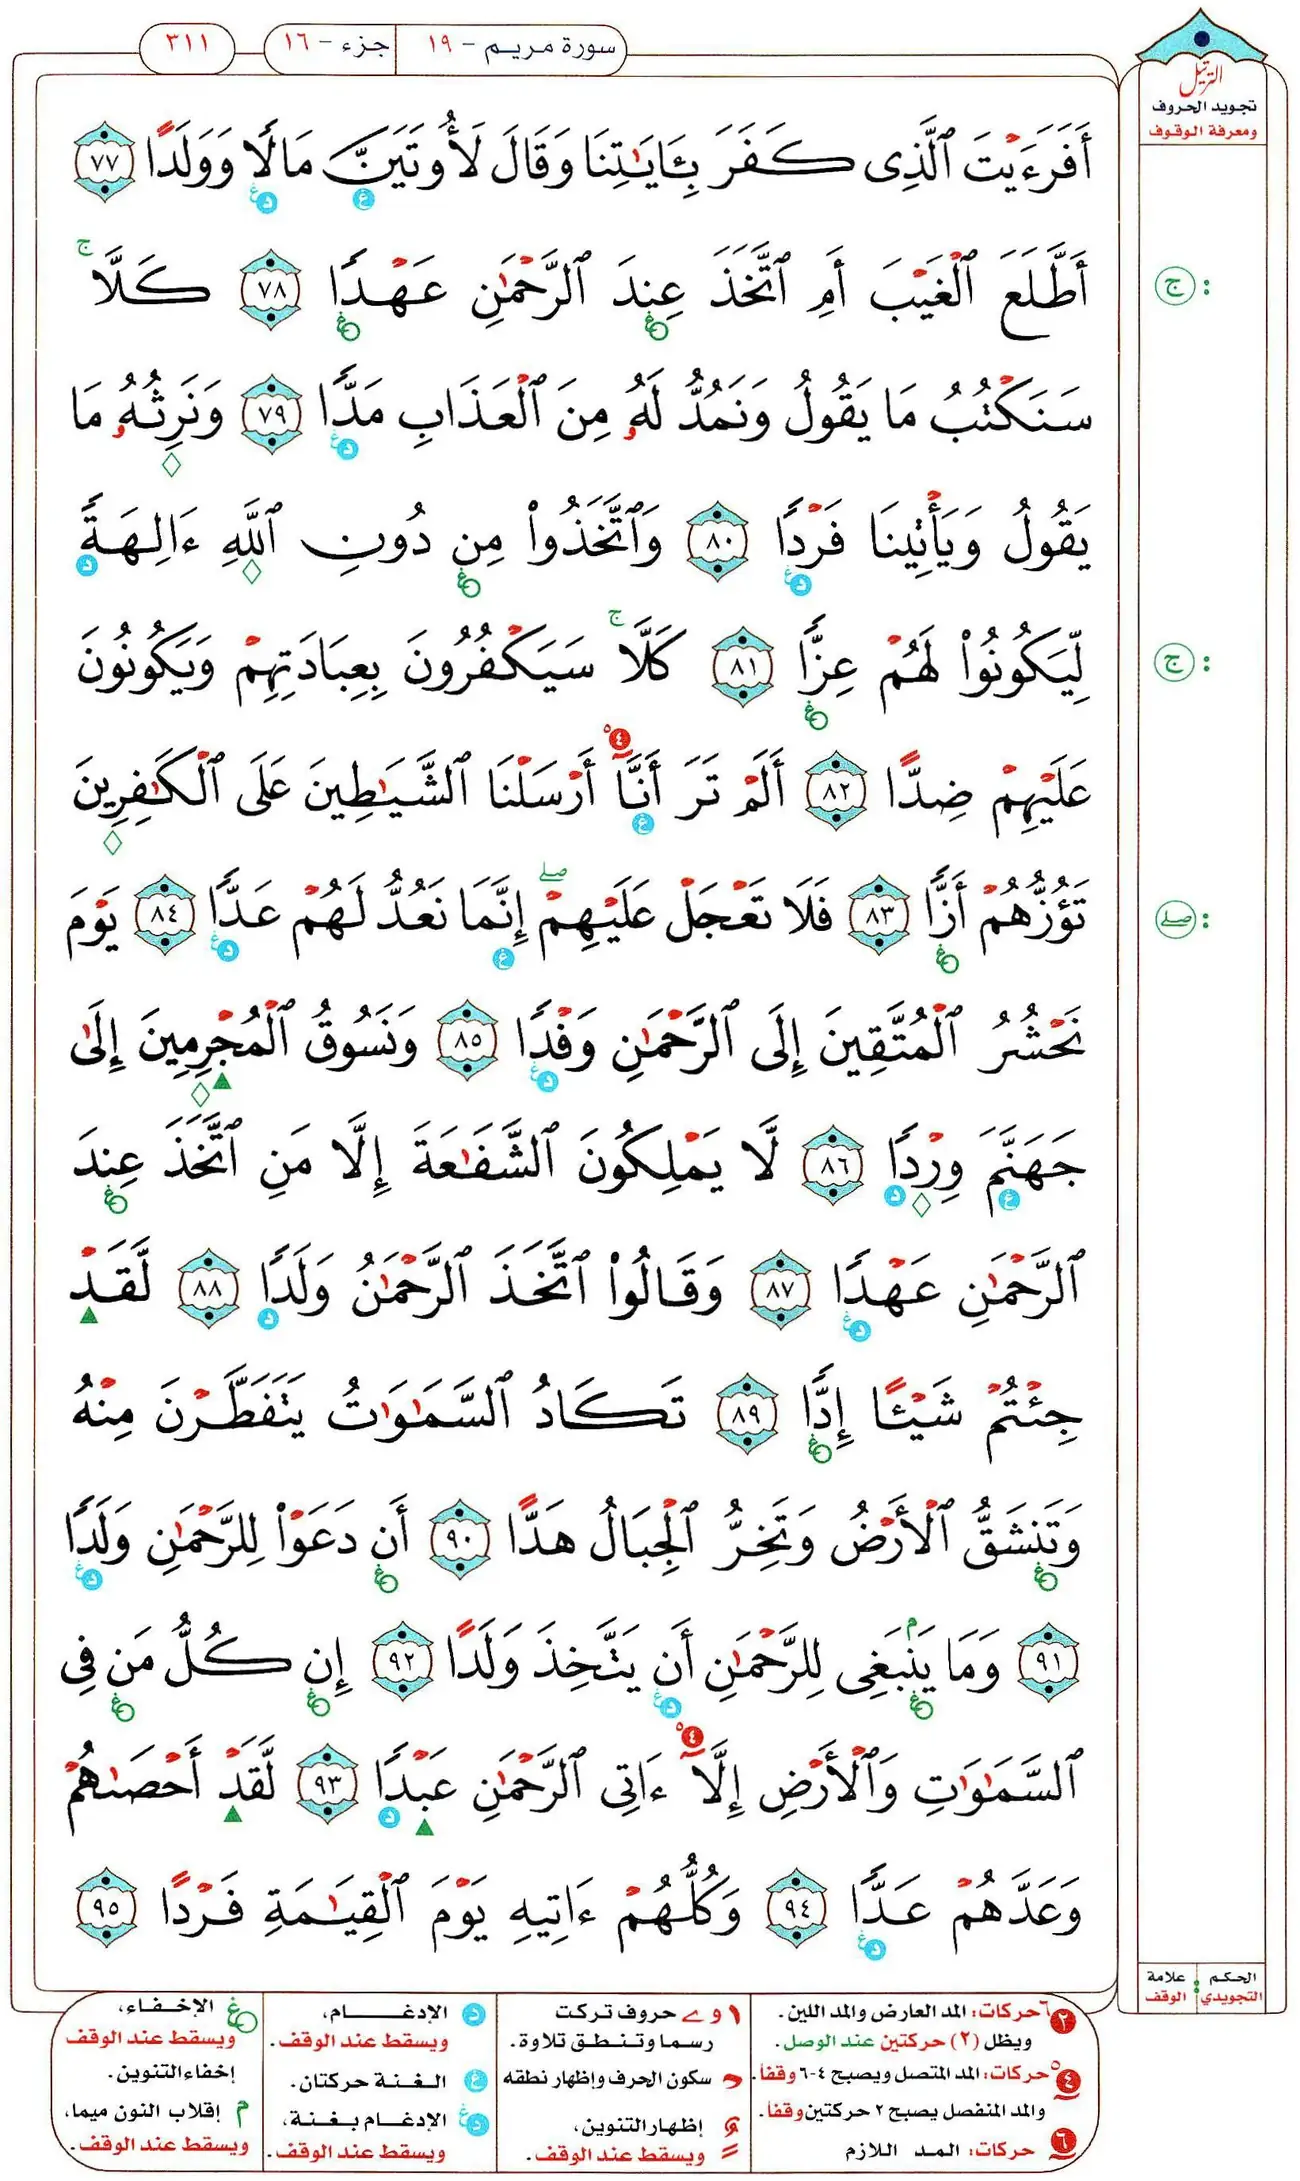 سورة مريم - ١٩
جزء - ١٦
٣١١
الترتيل
تجويد الحروف
ومعرفة الوقوف
أَفَرَءَيْتَ ٱلَّذِى كَفَرَ بِـَٔايَٰتِنَا وَقَالَ لَأُوتَيَنَّ مَالًا وَوَلَدًا ٧٧
أَطَّلَعَ ٱلْغَيْبَ أَمِ ٱتَّخَذَ عِندَ ٱلرَّحْمَٰنِ عَهْدًا ٧٨ كَلَّا ۚ
سَنَكْتُبُ مَا يَقُولُ وَنَمُدُّ لَهُۥ مِنَ ٱلْعَذَابِ مَدًّا ٧٩ وَنَرِثُهُۥ مَا
يَقُولُ وَيَأْتِينَا فَرْدًا ٨٠ وَٱتَّخَذُوا۟ مِن دُونِ ٱللَّهِ ءَالِهَةً
لِّيَكُونُوا۟ لَهُمْ عِزًّا ٨١ كَلَّا ۚ سَيَكْفُرُونَ بِعِبَادَتِهِمْ وَيَكُونُونَ
عَلَيْهِمْ ضِدًّا ٨٢ أَلَمْ تَرَ أَنَّآ أَرْسَلْنَا ٱلشَّيَٰطِينَ عَلَى ٱلْكَٰفِرِينَ
تَؤُزُّهُمْ أَزًّا ٨٣ فَلَا تَعْجَلْ عَلَيْهِمْ ۖ إِنَّمَا نَعُدُّ لَهُمْ عَدًّا ٨٤ يَوْمَ
نَحْشُرُ ٱلْمُتَّقِينَ إِلَى ٱلرَّحْمَٰنِ وَفْدًا ٨٥ وَنَسُوقُ ٱلْمُجْرِمِينَ إِلَىٰ
جَهَنَّمَ وِرْدًا ٨٦ لَّا يَمْلِكُونَ ٱلشَّفَٰعَةَ إِلَّا مَنِ ٱتَّخَذَ عِندَ
ٱلرَّحْمَٰنِ عَهْدًا ٨٧ وَقَالُوا۟ ٱتَّخَذَ ٱلرَّحْمَٰنُ وَلَدًا ٨٨ لَّقَدْ
جِئْتُمْ شَيْـًٔا إِدًّا ٨٩ تَكَادُ ٱلسَّمَٰوَٰتُ يَتَفَطَّرْنَ مِنْهُ
وَتَنشَقُّ ٱلْأَرْضُ وَتَخِرُّ ٱلْجِبَالُ هَدًّا ٩٠ أَن دَعَوْا۟ لِلرَّحْمَٰنِ وَلَدًا
٩١ وَمَا يَنۢبَغِى لِلرَّحْمَٰنِ أَن يَتَّخِذَ وَلَدًا ٩٢ إِن كُلُّ مَن فِى
ٱلسَّمَٰوَٰتِ وَٱلْأَرْضِ إِلَّآ ءَاتِى ٱلرَّحْمَٰنِ عَبْدًا ٩٣ لَّقَدْ أَحْصَىٰهُمْ
وَعَدَّهُمْ عَدًّا ٩٤ وَكُلُّهُمْ ءَاتِيهِ يَوْمَ ٱلْقِيَٰمَةِ فَرْدًا ٩٥
ج :
ج :
صلے :
الحكم التجويدي : علامة الوقف
٢ ٦ حركات: المد العارض والمد اللين.
ويظل (٢) حركتين عند الوصل.
٤ ٥ حركات: المد المتصل ويصبح ٤-٦ وقفاً.
والمد المنفصل يصبح ٢ حركتين وقفاً.
٦ حركات: المد اللازم
ا و ے حروف تركت
رسما وتنطق تلاوة.
سكون الحرف وإظهار نطقه
إظهار التنوين،
ويسقط عند الوقف.
د الإدغام،
ويسقط عند الوقف.
غ الغنة حركتان.
د غ الإدغام بغنة،
ويسقط عند الوقف.
غ الإخفاء،
ويسقط عند الوقف
إخفاء التنوين.
م إقلاب النون ميما،
ويسقط عند الوقف.